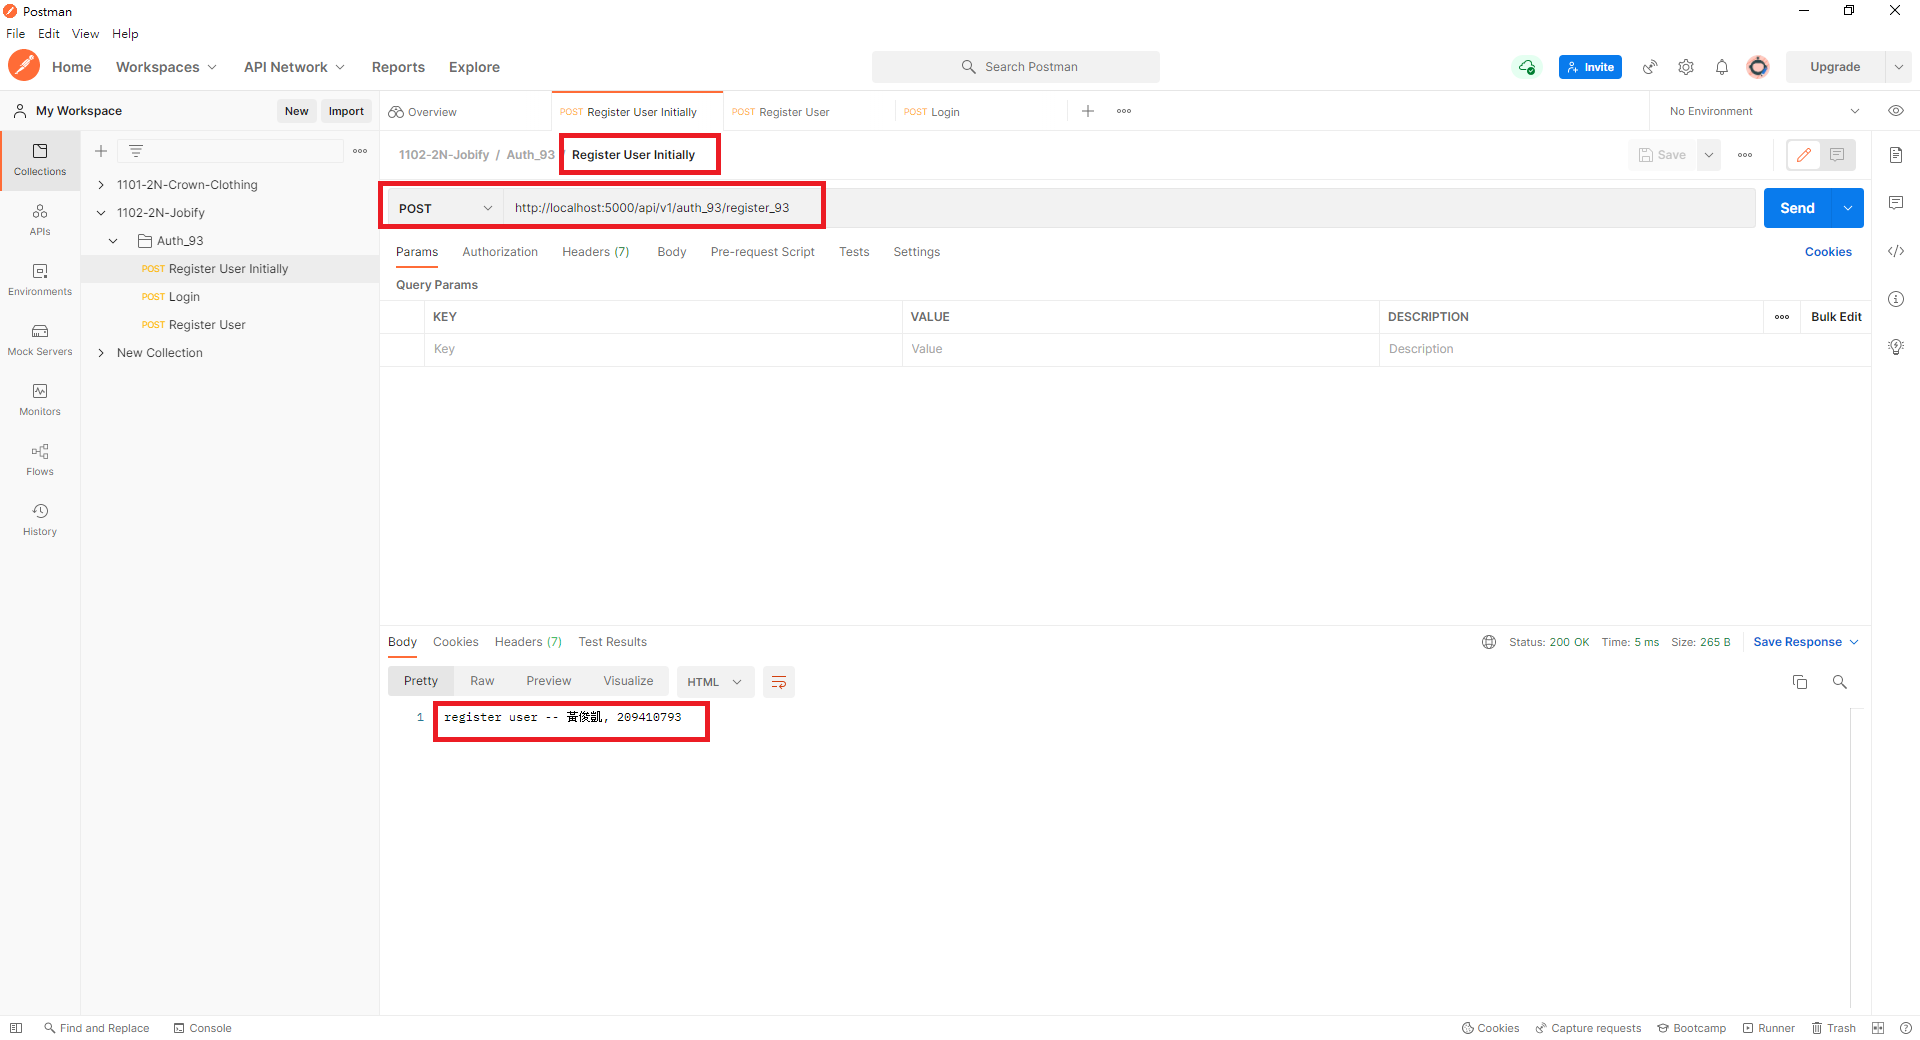 Postman
File Edit View Help
Home Workspaces API Network Reports Explore Search Postman Invite Upgrade
My Workspace New Import Overview POST Register User Initially POST Register User POST Login No Environment
1102-2N-Jobify / Auth_93 Register User Initially Save
Collections
1101-2N-Crown-Clothing
1102-2N-Jobify
POST http://localhost:5000/api/v1/auth_93/register_93 Send
APIs
Auth_93
Params Authorization Headers (7) Body Pre-request Script Tests Settings Cookies
POST Register User Initially
Query Params
Environments
POST Login
KEY VALUE DESCRIPTION Bulk Edit
POST Register User
Key Value Description
Mock Servers
New Collection
Monitors
Flows
History
Body Cookies Headers (7) Test Results Status: 200 OK Time: 5 ms Size: 265 B Save Response
Pretty Raw Preview Visualize HTML
1 register user -- 黃俊凱, 209410793
Find and Replace Console Cookies Capture requests Bootcamp Runner Trash